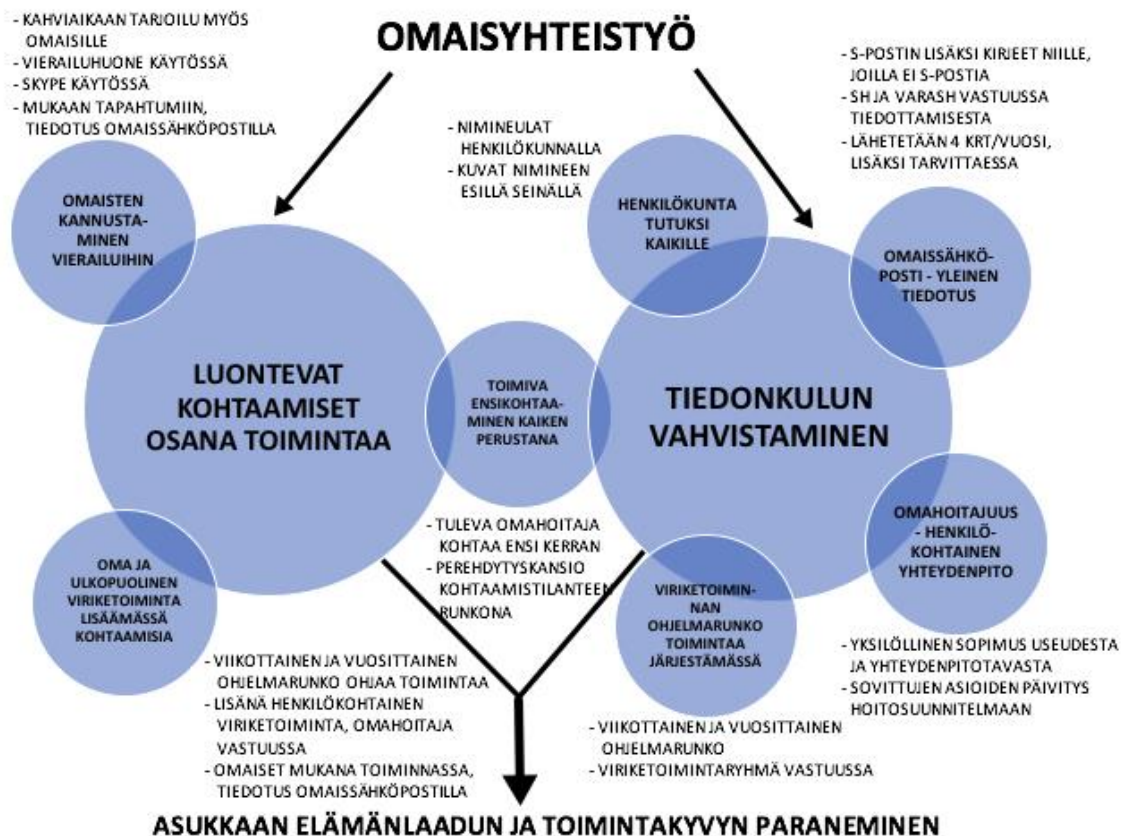 OMAISYHTEISTYÖ
- KAHVIAIKAAN TARJOILU MYÖS
OMAISILLE
- VIERAILUHUONE KÄYTÖSSÄ
- SKYPE KÄYTÖSSÄ
- MUKAAN TAPAHTUMIIN,
TIEDOTUS OMAISSÄHKÖPOSTILLA
- NIMINEULAT
HENKILÖKUNNALLA
- KUVAT NIMINEEN
ESILLÄ SEINÄLLÄ
- S-POSTIN LISÄKSI KIRJEET NIILLE,
JOILLA EI S-POSTIA
- SH JA VARASH VASTUUSSA
TIEDOTTAMISESTA
- LÄHETETÄÄN 4 KRT/VUOSI,
LISÄKSI TARVITTAESSA
OMAISTEN
KANNUSTA-
MINEN
VIERAILUIHIN
HENKILÖKUNTA
TUTUKSI
KAIKILLE
OMAISSÄHKÖ-
POSTI - YLEINEN
TIEDOTUS
LUONTEVAT
KOHTAAMISET
OSANA TOIMINTAA
TOIMIVA
ENSIKOHTAA-
MINEN KAIKEN
PERUSTANA
TIEDONKULUN
VAHVISTAMINEN
- TULEVA OMAHOITAJA
KOHTAA ENSI KERRAN
- PEREHDYTYSKANSIO
KOHTAAMISTILANTEEN
RUNKONA
OMAHOITAJUUS
- HENKILÖ-
KOHTAINEN
YHTEYDENPITO
OMA JA
ULKOPUOLINEN
VIRIKETOIMINTA
LISÄÄMÄSSÄ
KOHTAAMISIA
VIRIKETOIMIN-
NAN
OHJELMARUNKO
TOIMINTAA
JÄRJESTÄMÄSSÄ
- VIIKOTTAINEN JA VUOSITTAINEN
OHJELMARUNKO OHJAA TOIMINTAA
- LISÄNÄ HENKILÖKOHTAINEN
VIRIKETOIMINTA, OMAHOITAJA
VASTUUSSA
- OMAISET MUKANA TOIMINNASSA,
TIEDOTUS OMAISSÄHKÖPOSTILLA
- YKSILÖLLINEN SOPIMUS USEUDESTA
JA YHTEYDENPITOTAVASTA
- SOVITTUJEN ASIOIDEN PÄIVITYS
HOITOSUUNNITELMAAN
- VIIKOTTAINEN JA VUOSITTAINEN
OHJELMARUNKO
- VIRIKETOIMINTARYHMÄ VASTUUSSA
ASUKKAAN ELÄMÄNLAADUN JA TOIMINTAKYVYN PARANEMINEN